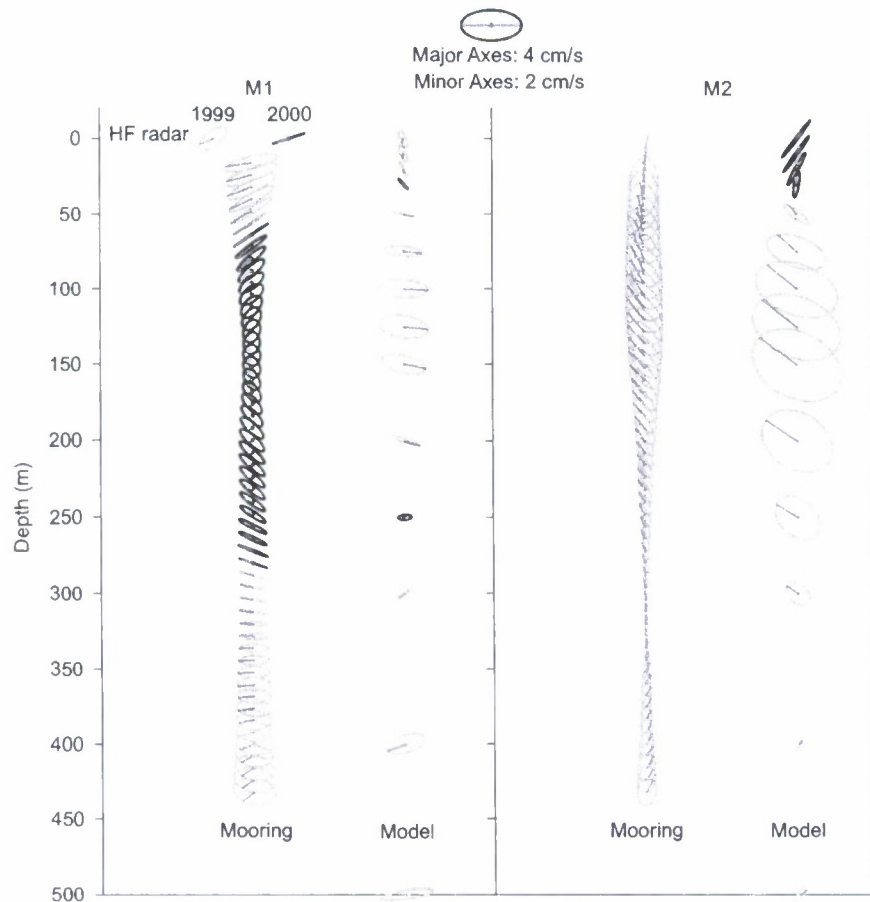 Major Axes: 4 cm/s
Minor Axes: 2 cm/s
M1
M2
1999
2000
HF radar
0
50
100
150
200
250
300
350
400
450
500
Depth (m)
Mooring
Model
Mooring
Model